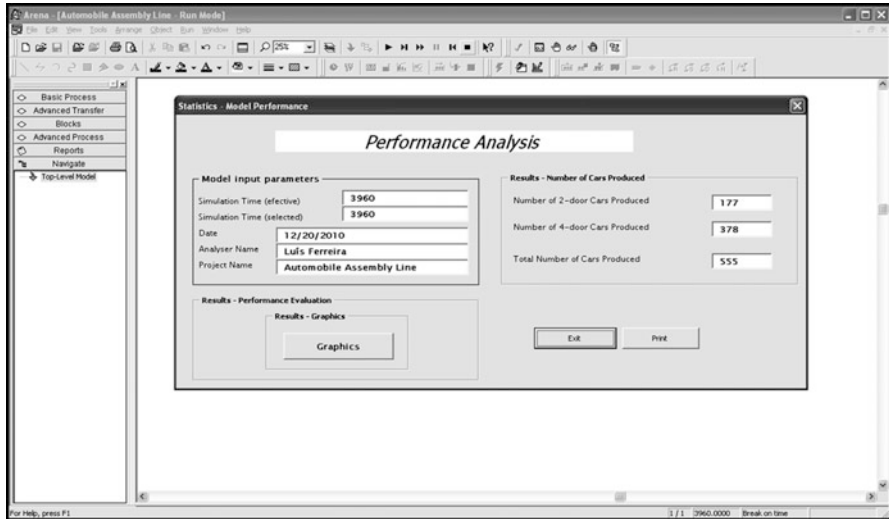 Arena - [Automobile Assembly Line - Run Mode]
File Edit View Tools Arrange Object Run Window Help
25%
Basic Process
Advanced Transfer
Blocks
Advanced Process
Reports
Navigate
Top-Level Model
Statistics - Model Performance
Performance Analysis
Model input parameters
Simulation Time (efective) 3960
Simulation Time (selected) 3960
Date 12/20/2010
Analyser Name Luís Ferreira
Project Name Automobile Assembly Line
Results - Number of Cars Produced
Number of 2-door Cars Produced 177
Number of 4-door Cars Produced 378
Total Number of Cars Produced 555
Results - Performance Evaluation
Results - Graphics
Graphics
Exit Print
For Help, press F1
1 / 1 3960.0000 Break on time